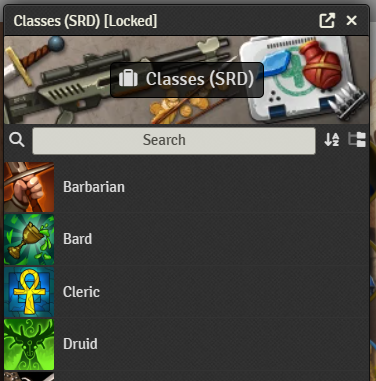 Classes (SRD) [Locked]
Classes (SRD)
Search
Barbarian
Bard
Cleric
Druid